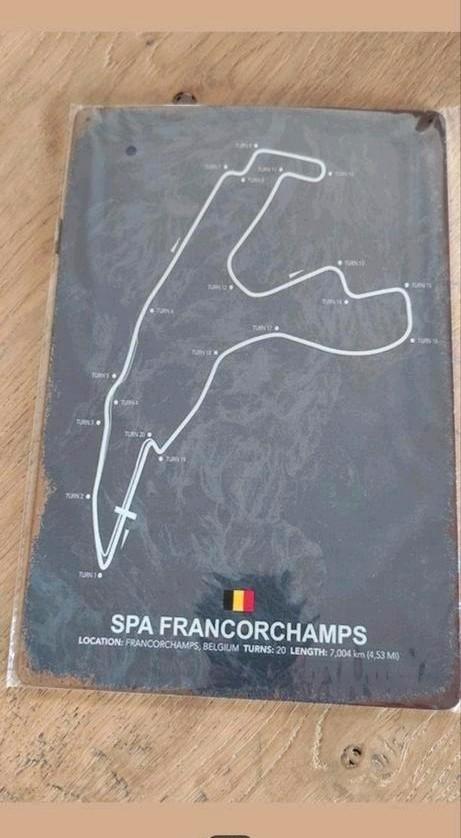 TURN 8
TURN 7
TURN 9
TURN 11
TURN 10
TURN 12
TURN 13
TURN 14
TURN 15
TURN 16
TURN 17
TURN 18
TURN 6
TURN 5
TURN 4
TURN 3
TURN 20
TURN 19
TURN 2
TURN 1
SPA FRANCORCHAMPS
LOCATION: FRANCORCHAMPS, BELGIUM TURNS: 20 LENGTH: 7,004 km (4,53 MI)